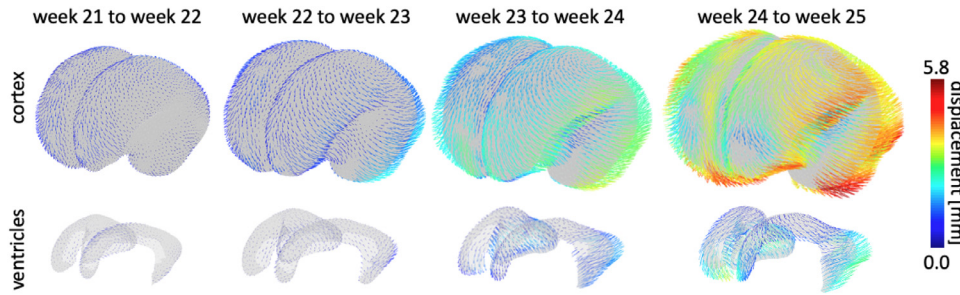 week 21 to week 22
week 22 to week 23
week 23 to week 24
week 24 to week 25
cortex
ventricles
5.8
displacement [mm]
0.0